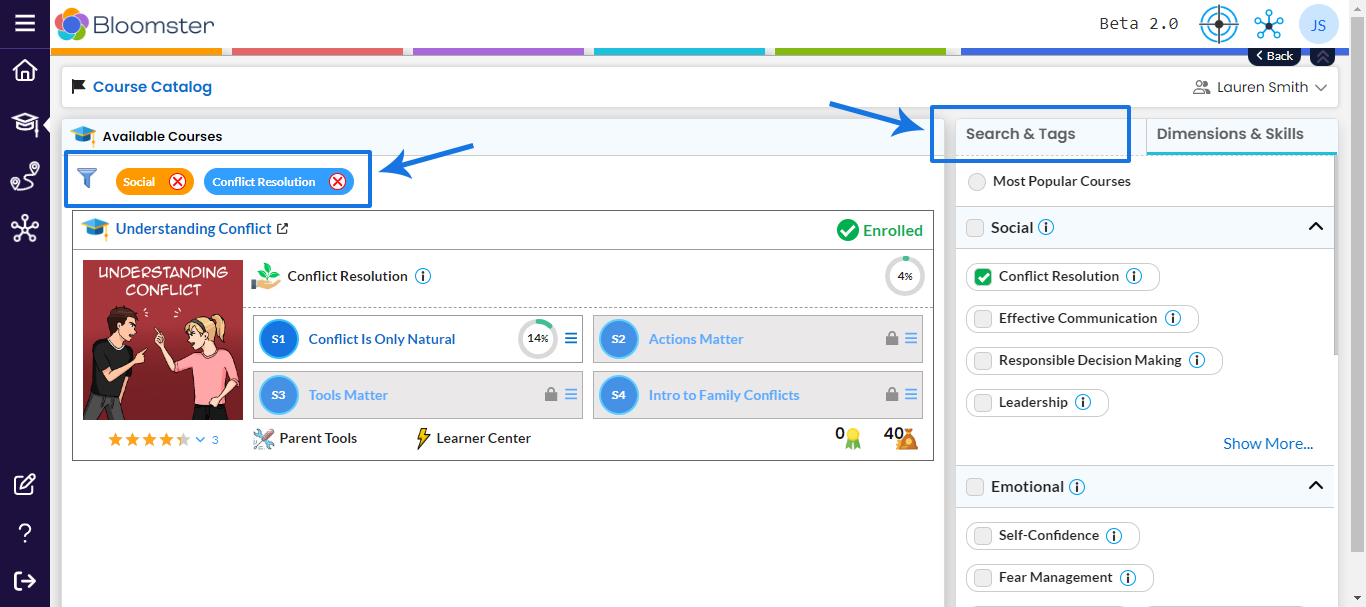 Bloomster
Beta 2.0
JS
Back
Course Catalog
Lauren Smith
Available Courses
Social
Conflict Resolution
Understanding Conflict
Enrolled
UNDERSTANDING
CONFLICT
Conflict Resolution
4%
S1
Conflict Is Only Natural
14%
S2
Actions Matter
S3
Tools Matter
S4
Intro to Family Conflicts
3
Parent Tools
Learner Center
0
40
Search & Tags
Dimensions & Skills
Most Popular Courses
Social
Conflict Resolution
Effective Communication
Responsible Decision Making
Leadership
Show More...
Emotional
Self-Confidence
Fear Management